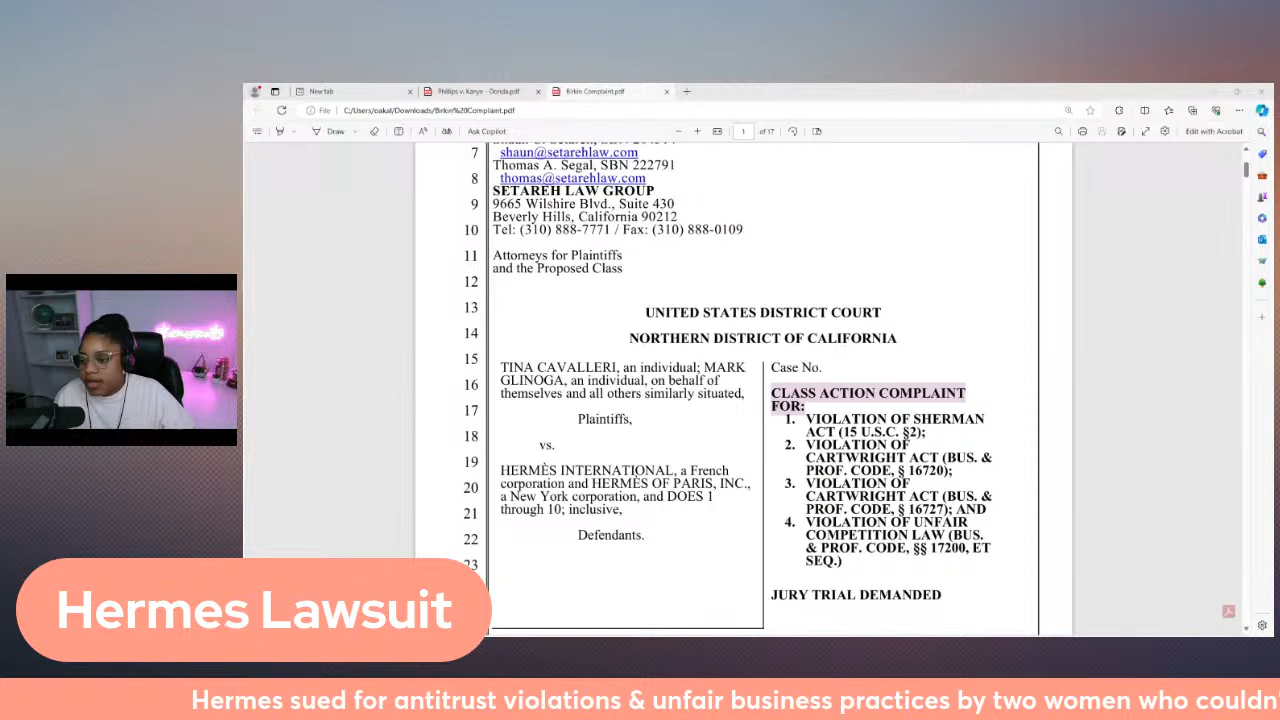 New tab
Phillips v. Kanye - Donda.pdf
Birkin Complaint.pdf
File
C:/Users/oakal/Downloads/Birkin%20Complaint.pdf
Draw
Ask Copilot
1
of 17
Edit with Acrobat
7
shaun@setarehlaw.com
Thomas A. Segal, SBN 222791
8
thomas@setarehlaw.com
SETAREH LAW GROUP
9
9665 Wilshire Blvd., Suite 430
Beverly Hills, California 90212
10
Tel: (310) 888-7771 / Fax: (310) 888-0109
11
Attorneys for Plaintiffs
and the Proposed Class
12
13
UNITED STATES DISTRICT COURT
14
NORTHERN DISTRICT OF CALIFORNIA
15
16
17
18
19
20
21
22
23
TINA CAVALLERI, an individual; MARK
GLINOGA, an individual, on behalf of
themselves and all others similarly situated,
Plaintiffs,
vs.
HERMÈS INTERNATIONAL, a French
corporation and HERMÈS OF PARIS, INC.,
a New York corporation, and DOES 1
through 10; inclusive,
Defendants.
Case No.
CLASS ACTION COMPLAINT
FOR:
1. VIOLATION OF SHERMAN
ACT (15 U.S.C. §2);
2. VIOLATION OF
CARTWRIGHT ACT (BUS. &
PROF. CODE, § 16720);
3. VIOLATION OF
CARTWRIGHT ACT (BUS. &
PROF. CODE, § 16727); AND
4. VIOLATION OF UNFAIR
COMPETITION LAW (BUS.
& PROF. CODE, §§ 17200, ET
SEQ.)
JURY TRIAL DEMANDED
Hermes Lawsuit
Hermes sued for antitrust violations & unfair business practices by two women who couldn'